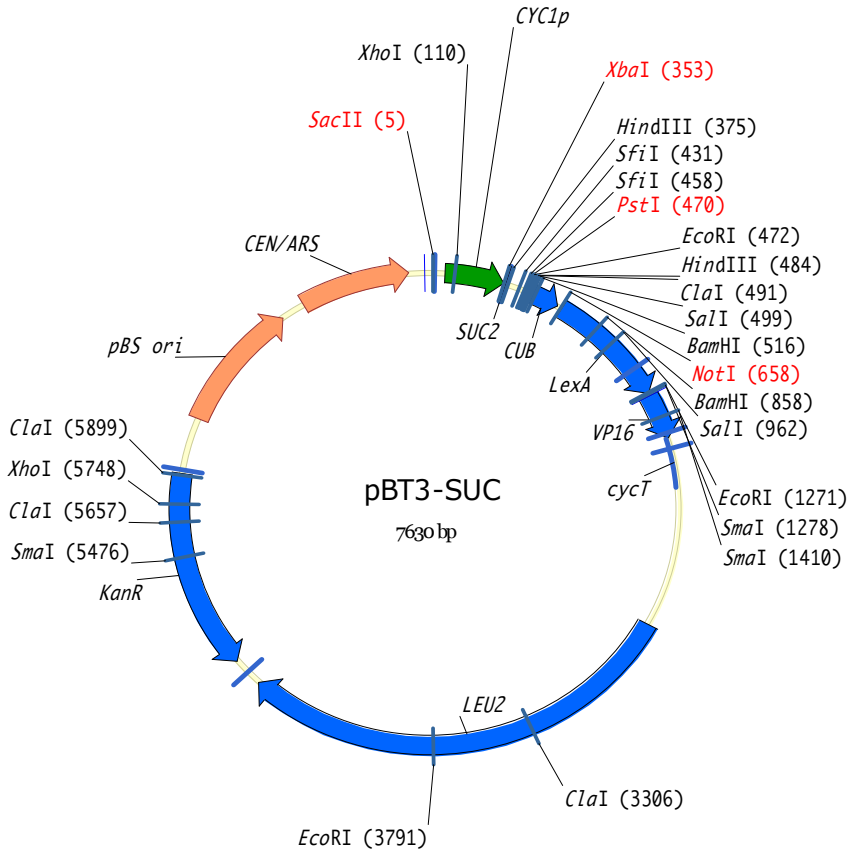 CYC1p
XhoI (110)
XbaI (353)
SacII (5)
HindIII (375)
SfiI (431)
SfiI (458)
PstI (470)
EcoRI (472)
CEN/ARS
HindIII (484)
ClaI (491)
SalI (499)
SUC2
CUB
BamHI (516)
pBS ori
NotI (658)
LexA
BamHI (858)
ClaI (5899)
VP16
SalI (962)
XhoI (5748)
pBT3-SUC
cycT
EcoRI (1271)
ClaI (5657)
7630 bp
SmaI (1278)
SmaI (5476)
SmaI (1410)
KanR
LEU2
ClaI (3306)
EcoRI (3791)